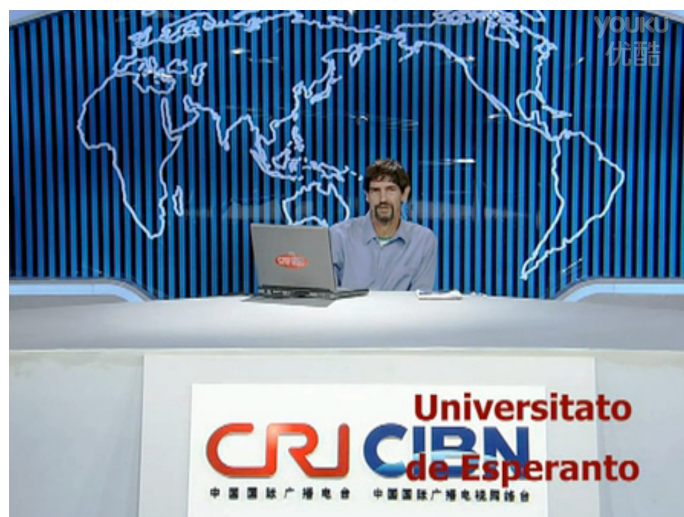 YOUKU
优酷
Universitato
CRI CIBN
de Esperanto
中国国际广播电台 中国国际广播电视网络台